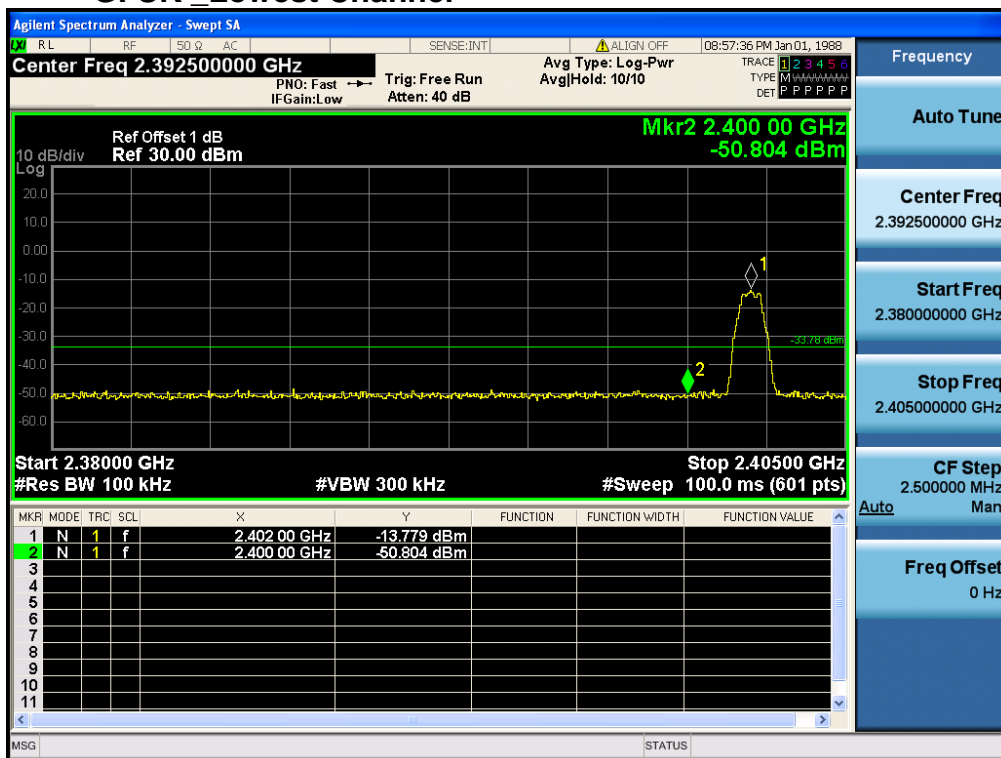 GFSK _Lowest Channel
Agilent Spectrum Analyzer - Swept SA
LXI RL RF 50 Ω AC SENSE:INT ALIGN OFF 08:57:36 PM Jan 01, 1988
Center Freq 2.392500000 GHz
PNO: Fast
IFGain:Low
Trig: Free Run
Atten: 40 dB
Avg Type: Log-Pwr
Avg|Hold: 10/10
TRACE 1 2 3 4 5 6
TYPE M WWWWW
DET P P P P P P
Ref Offset 1 dB
Ref 30.00 dBm
10 dB/div
Log
Mkr2 2.400 00 GHz
-50.804 dBm
20.0
10.0
0.00
-10.0
-20.0
-30.0
-40.0
-50.0
-60.0
1
2
-33.78 dBm
Start 2.38000 GHz Stop 2.40500 GHz
#Res BW 100 kHz #VBW 300 kHz #Sweep 100.0 ms (601 pts)
MKR MODE TRC SCL X Y FUNCTION FUNCTION WIDTH FUNCTION VALUE
1 N 1 f 2.402 00 GHz -13.779 dBm
2 N 1 f 2.400 00 GHz -50.804 dBm
3
4
5
6
7
8
9
10
11
MSG STATUS
Frequency
Auto Tune
Center Freq
2.392500000 GHz
Start Freq
2.380000000 GHz
Stop Freq
2.405000000 GHz
CF Step
2.500000 MHz
Auto Man
Freq Offset
0 Hz